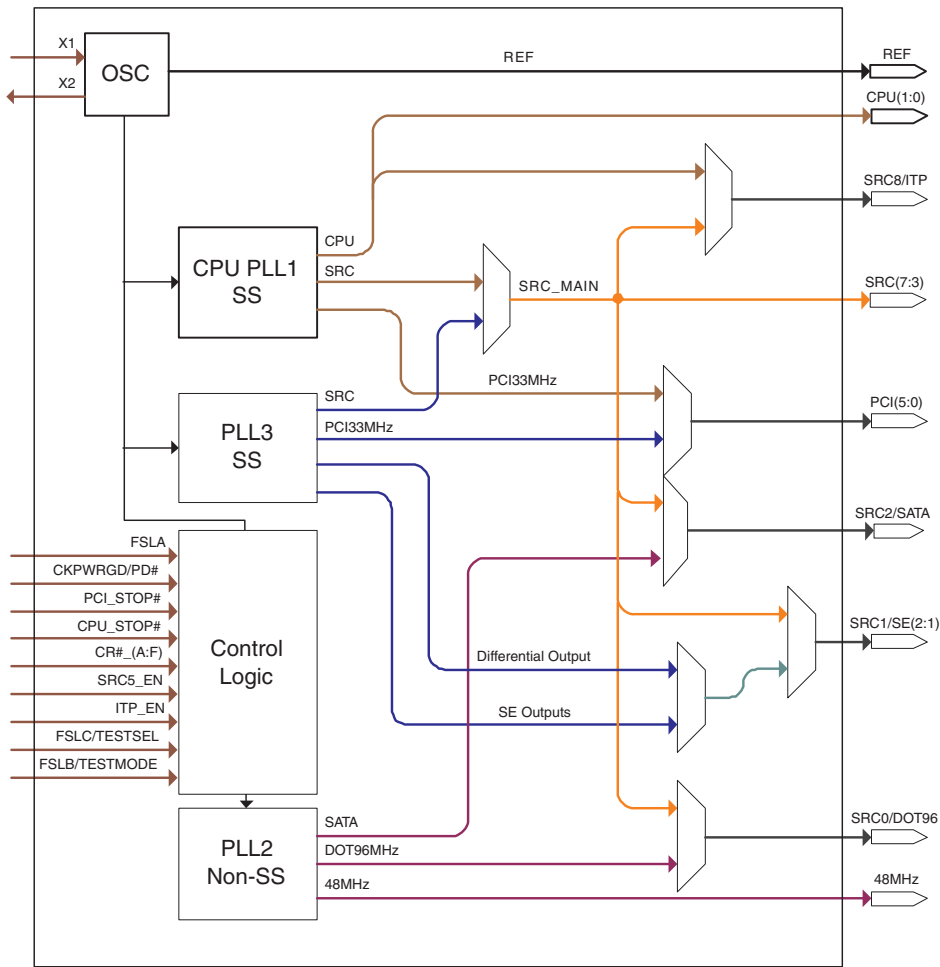 X1
OSC
REF
REF
X2
CPU(1:0)
SRC8/ITP
CPU PLL1
SS
CPU
SRC
SRC_MAIN
SRC(7:3)
PCI33MHz
PLL3
SS
SRC
PCI33MHz
PCI(5:0)
SRC2/SATA
FSLA
CKPWRGD/PD#
PCI_STOP#
CPU_STOP#
CR#_(A:F)
SRC5_EN
ITP_EN
FSLC/TESTSEL
FSLB/TESTMODE
Control
Logic
Differential Output
SE Outputs
SRC1/SE(2:1)
PLL2
Non-SS
SATA
DOT96MHz
48MHz
SRC0/DOT96
48MHz